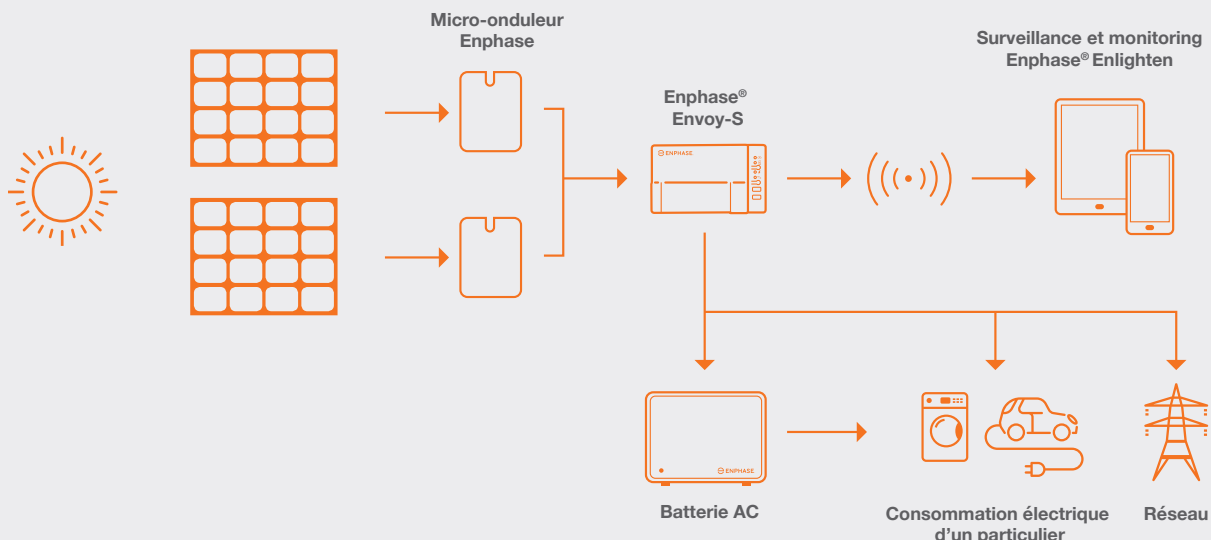 Micro-onduleur
Enphase
Surveillance et monitoring
Enphase® Enlighten
Enphase®
Envoy-S
ENPHASE
ENPHASE
Batterie AC
Consommation électrique
d'un particulier
Réseau